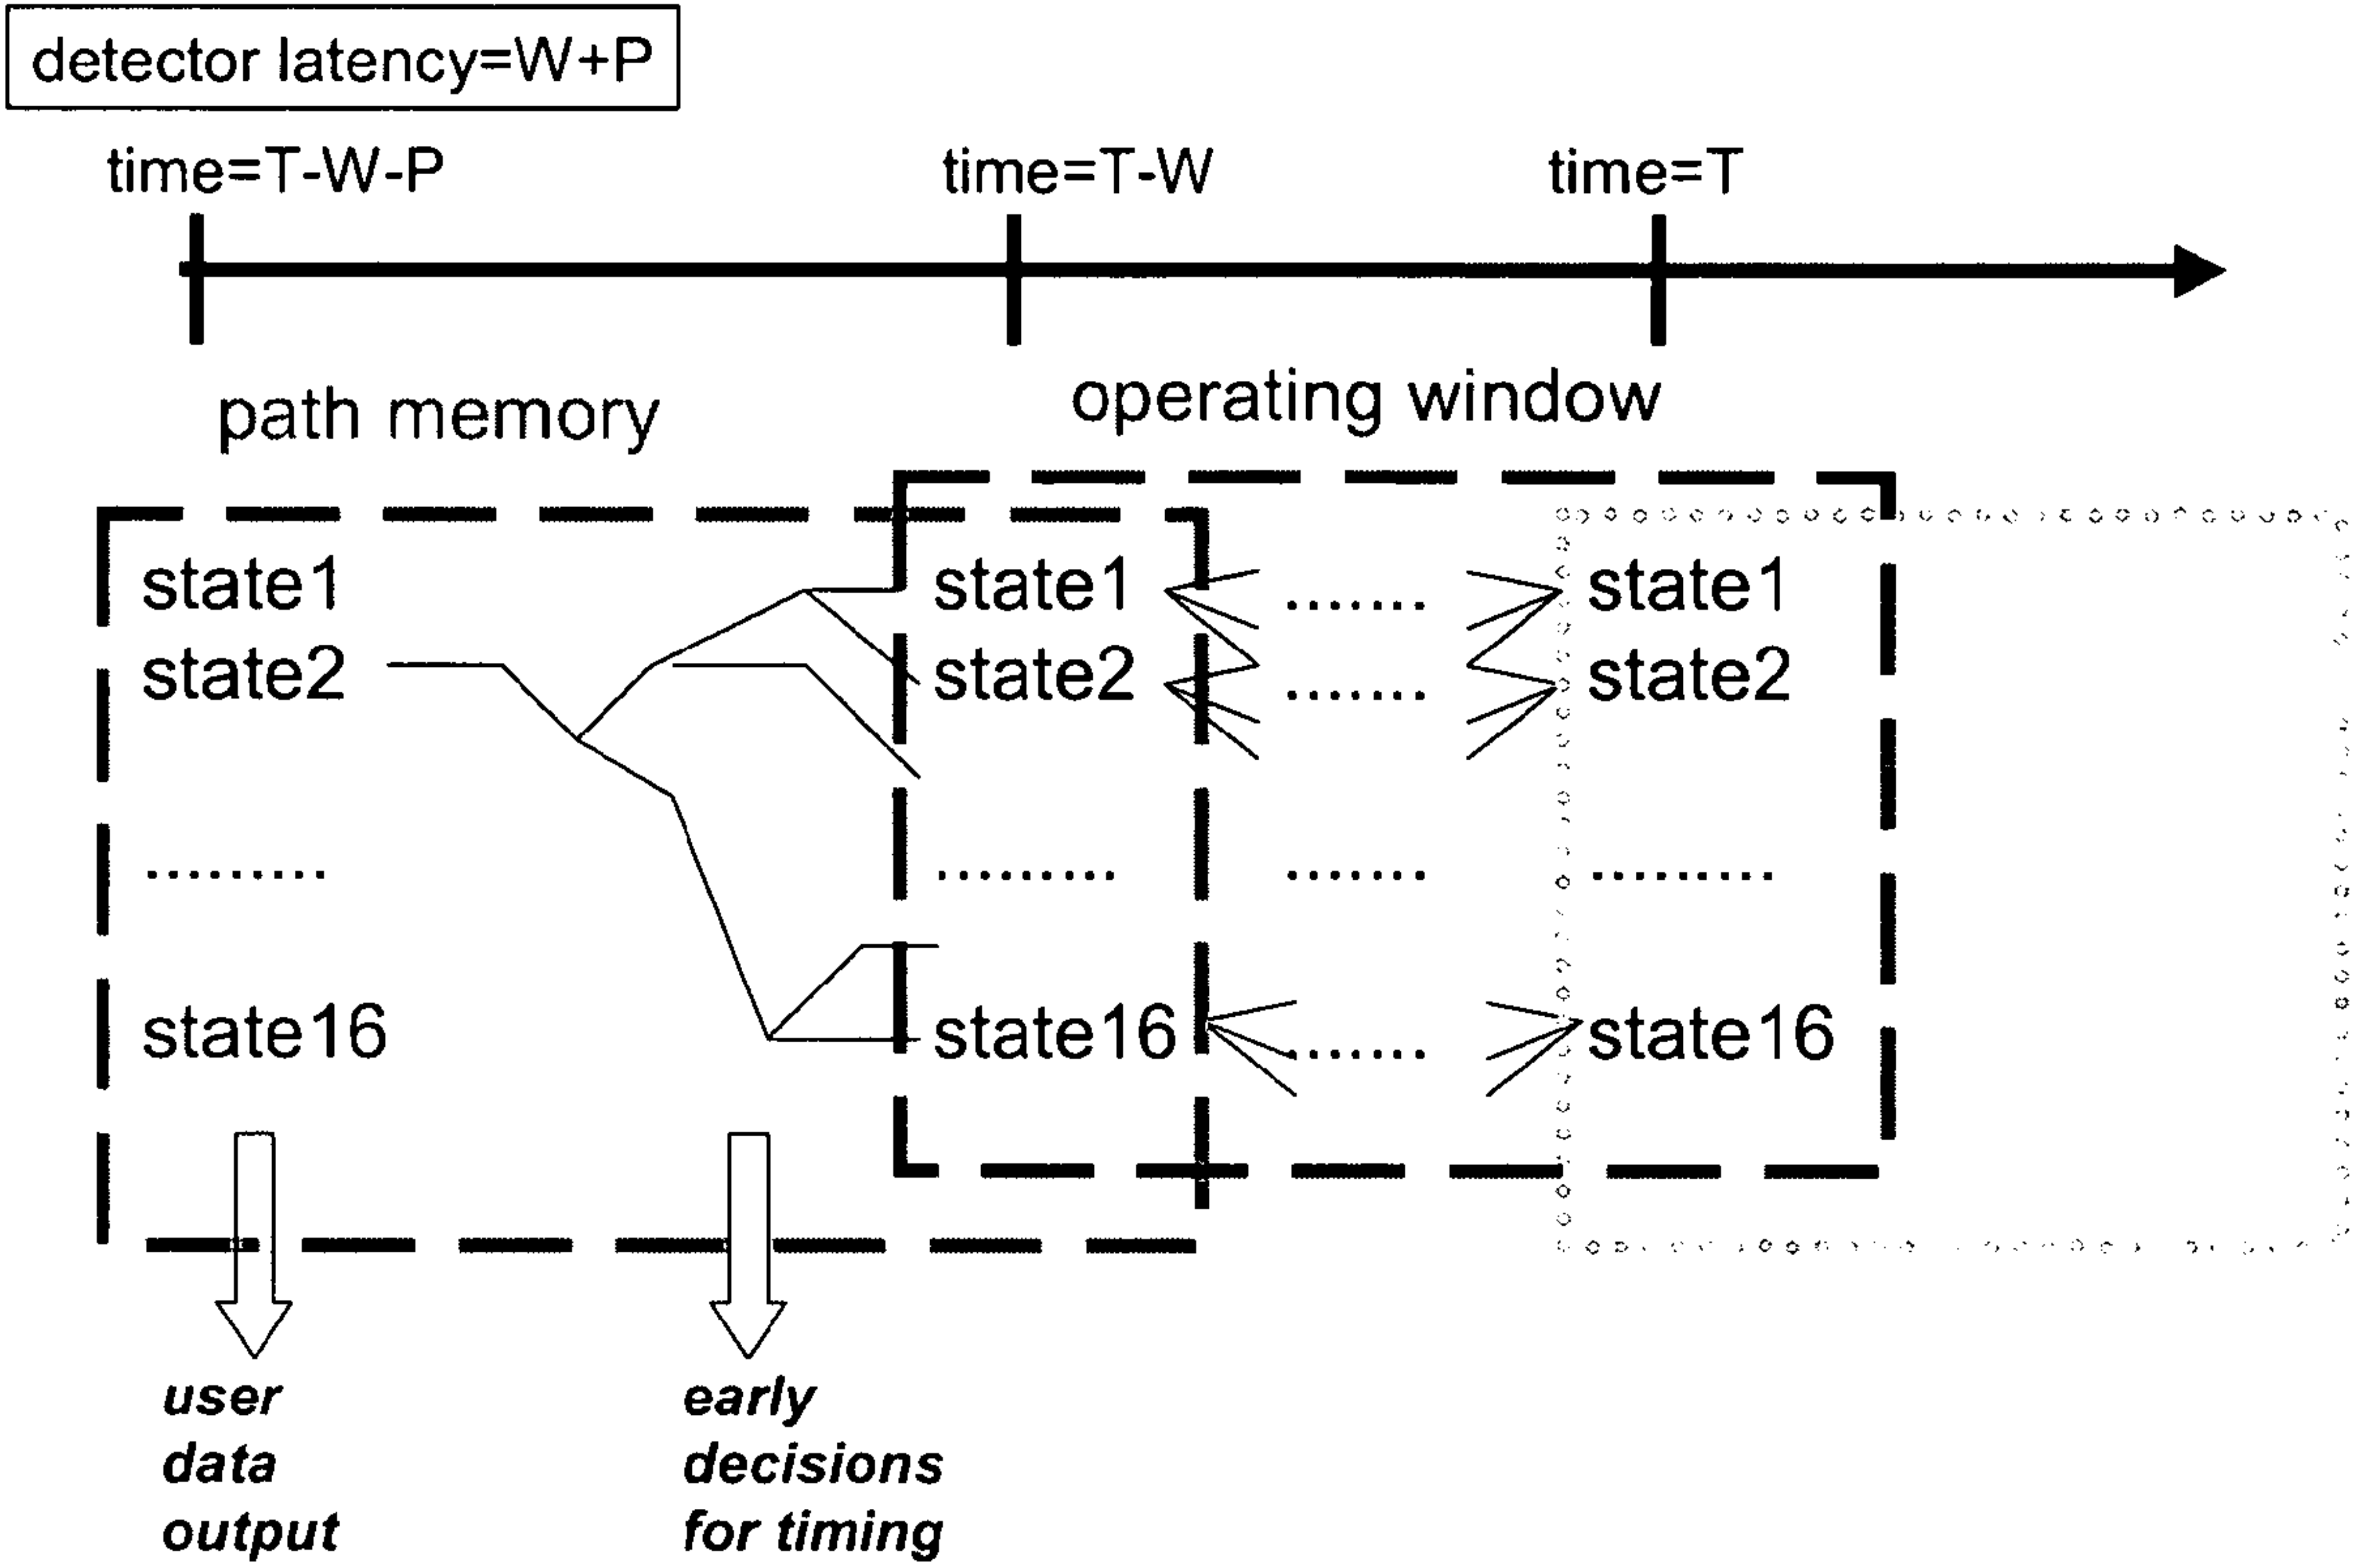 detector latency=W+P
time=T-W-P time=T-W time=T
path memory operating window
state1 state1 ....... state1
state2 state2 ....... state2
......... ......... ....... .........
state16 state16 ....... state16
user
data
output
early
decisions
for timing